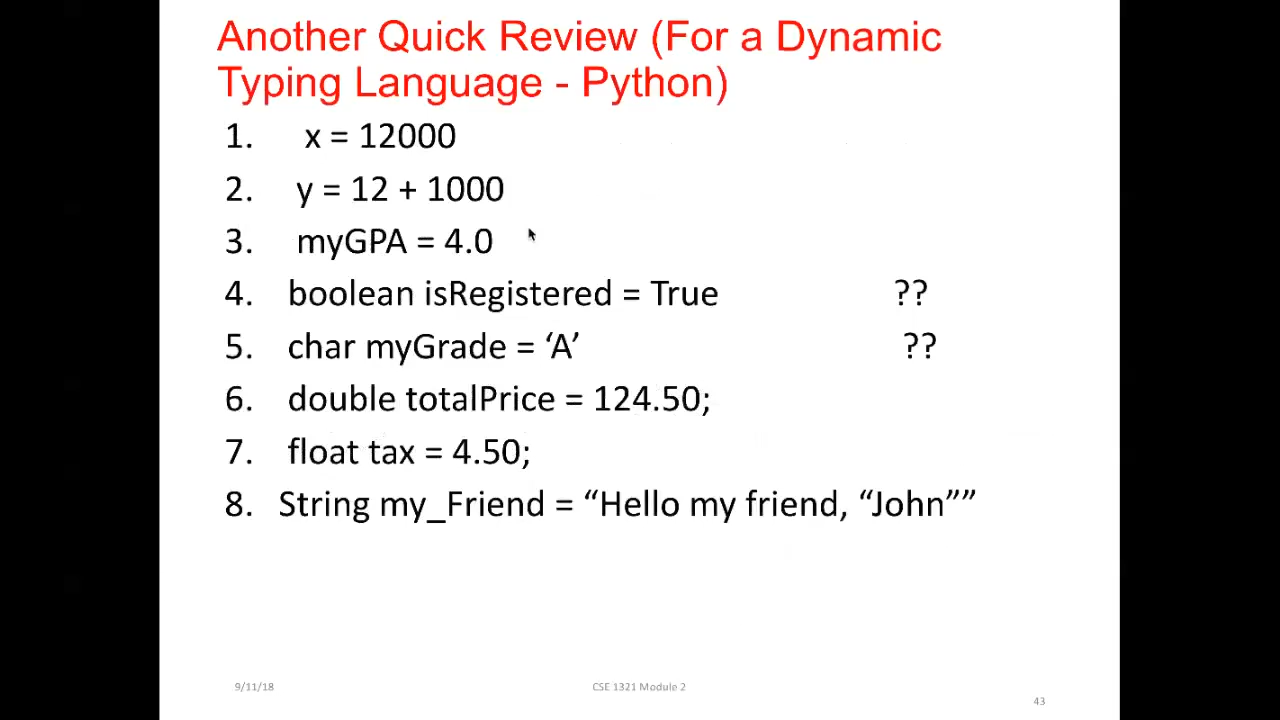 Another Quick Review (For a Dynamic
Typing Language - Python)
1. x = 12000
2. y = 12 + 1000
3. myGPA = 4.0
4. boolean isRegistered = True ??
5. char myGrade = ‘A’ ??
6. double totalPrice = 124.50;
7. float tax = 4.50;
8. String my_Friend = “Hello my friend, “John””
9/11/18 CSE 1321 Module 2
43